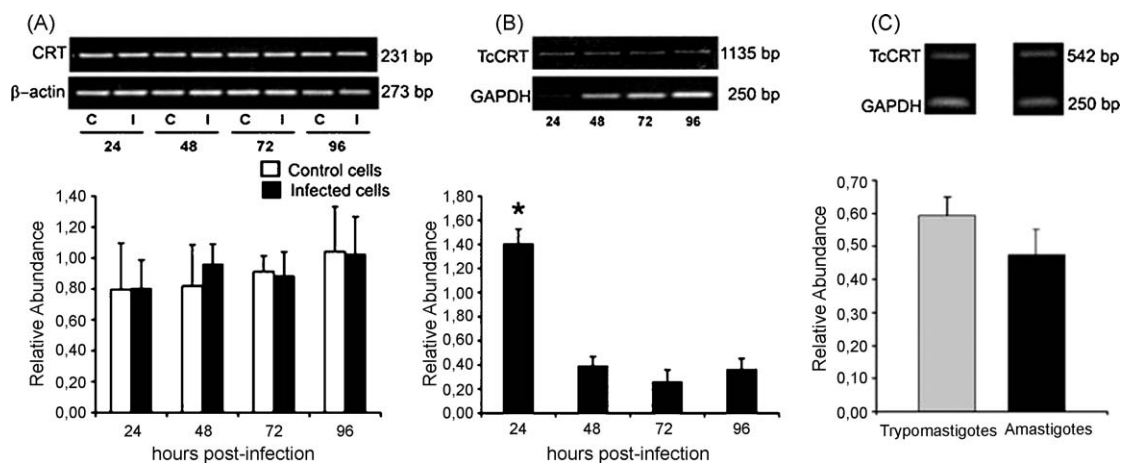 (A)
CRT 231 bp
β-actin 273 bp
C I C I C I C I
24 48 72 96
Control cells
Infected cells
Relative Abundance
1,40
1,20
1,00
0,80
0,60
0,40
0,20
0,00
24 48 72 96
hours post-infection
(B)
TcCRT 1135 bp
GAPDH 250 bp
24 48 72 96
Relative Abundance
1,80
1,60
1,40
1,20
1,00
0,80
0,60
0,40
0,20
0,00
*
24 48 72 96
hours post-infection
(C)
TcCRT 542 bp
GAPDH 250 bp
Relative Abundance
0,70
0,60
0,50
0,40
0,30
0,20
0,10
0,00
Trypomastigotes Amastigotes